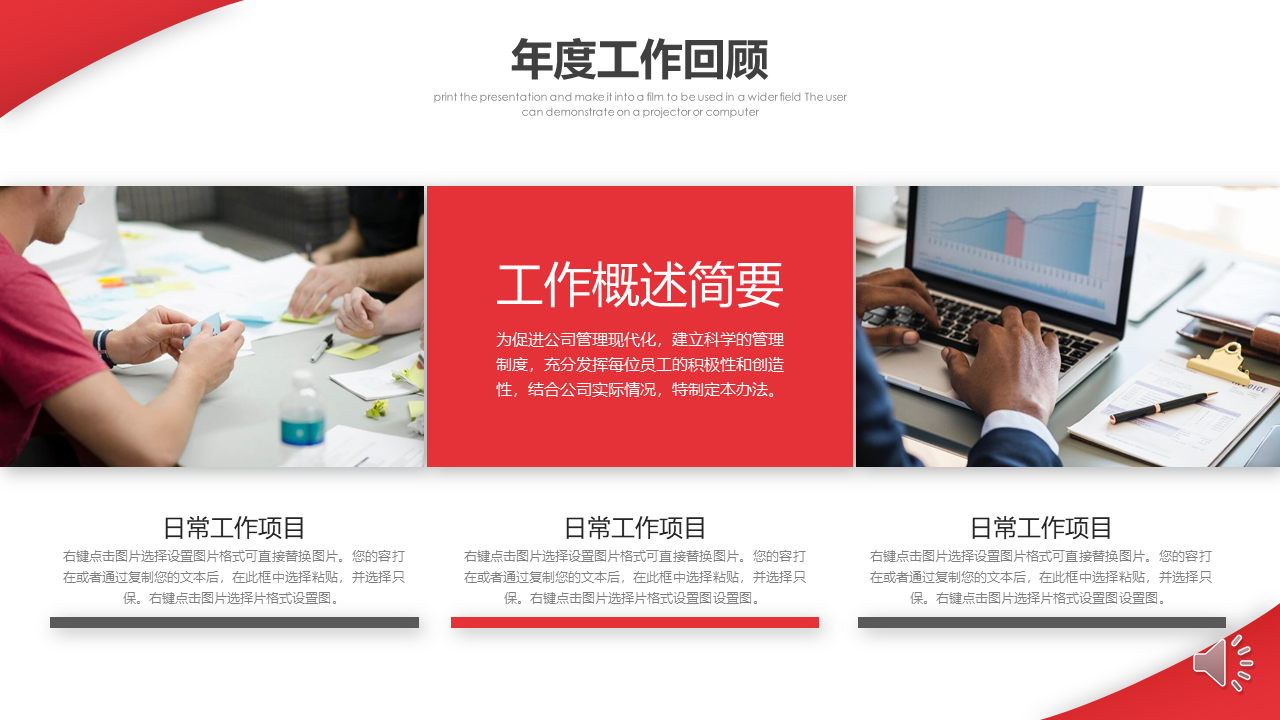 年度工作回顾
print the presentation and make it into a film to be used in a wider field The user
can demonstrate on a projector or computer
工作概述简要
为促进公司管理现代化，建立科学的管理
制度，充分发挥每位员工的积极性和创造
性，结合公司实际情况，特制定本办法。
INVOICE
日常工作项目
右键点击图片选择设置图片格式可直接替换图片。您的容打
在或者通过复制您的文本后，在此框中选择粘贴，并选择只
保。右键点击图片选择片格式设置图。
日常工作项目
右键点击图片选择设置图片格式可直接替换图片。您的容打
在或者通过复制您的文本后，在此框中选择粘贴，并选择只
保。右键点击图片选择片格式设置图设置图。
日常工作项目
右键点击图片选择设置图片格式可直接替换图片。您的容打
在或者通过复制您的文本后，在此框中选择粘贴，并选择只
保。右键点击图片选择片格式设置图设置图。